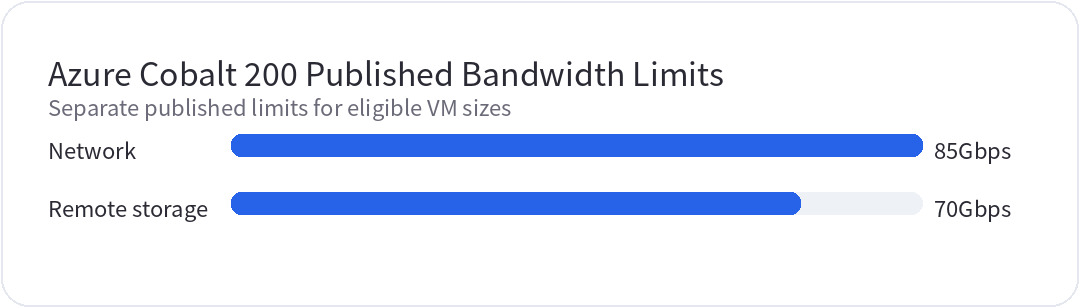 Azure Cobalt 200 Published Bandwidth Limits
Separate published limits for eligible VM sizes
Network 85Gbps
Remote storage 70Gbps